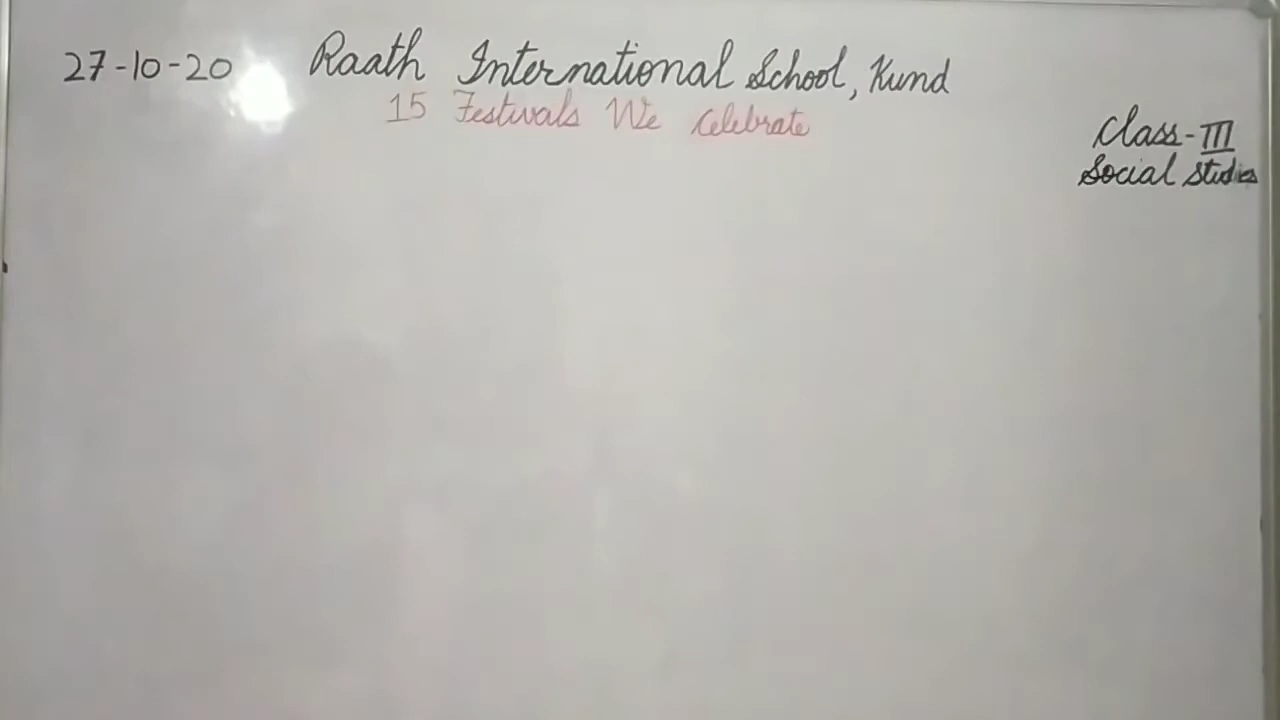 27-10-20 Raath International School, Kund
15 Festivals We Celebrate
Class-III
Social Studies